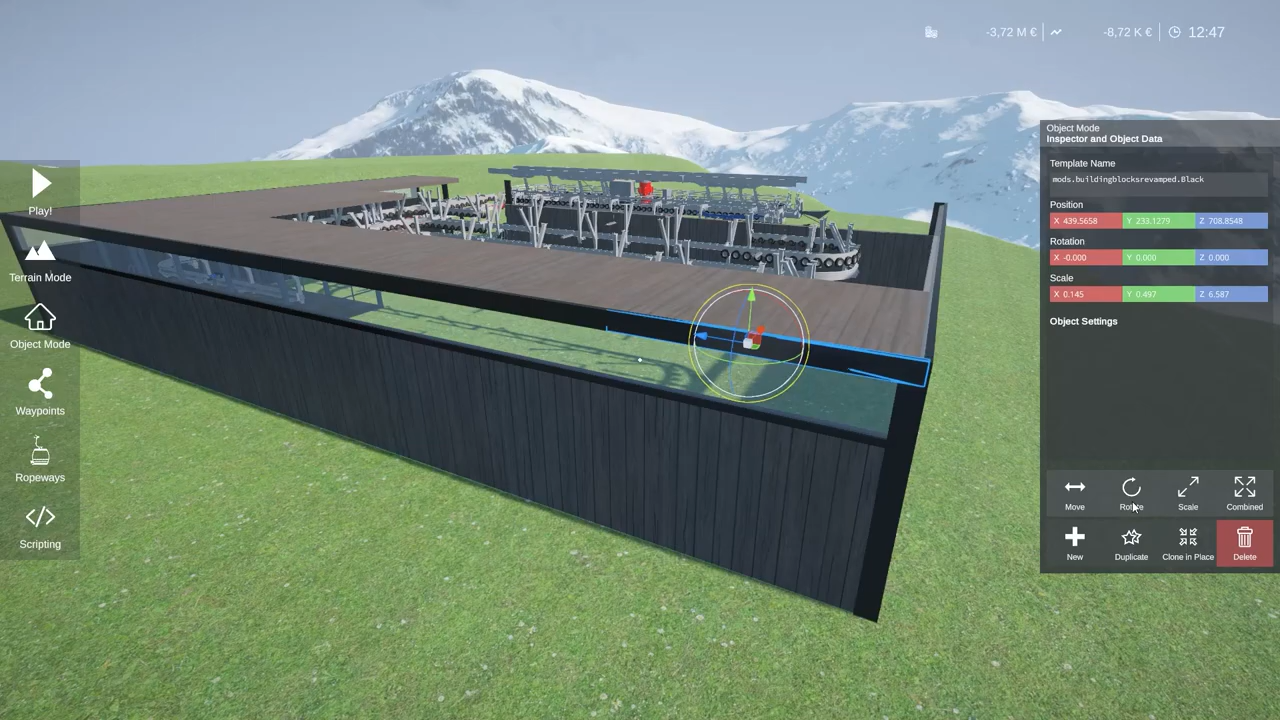 -3,72 M € -8,72 K € 12:47
Object Mode
Inspector and Object Data
Template Name
mods.buildingblocksrevamped.Black
Position
X 439.5658 Y 233.1279 Z 708.8548
Rotation
X -0.000 Y 0.000 Z 0.000
Scale
X 0.145 Y 0.497 Z 6.587
Object Settings
Move Rotate Scale Combined
New Duplicate Clone in Place Delete
Play!
Terrain Mode
Object Mode
Waypoints
Ropeways
Scripting